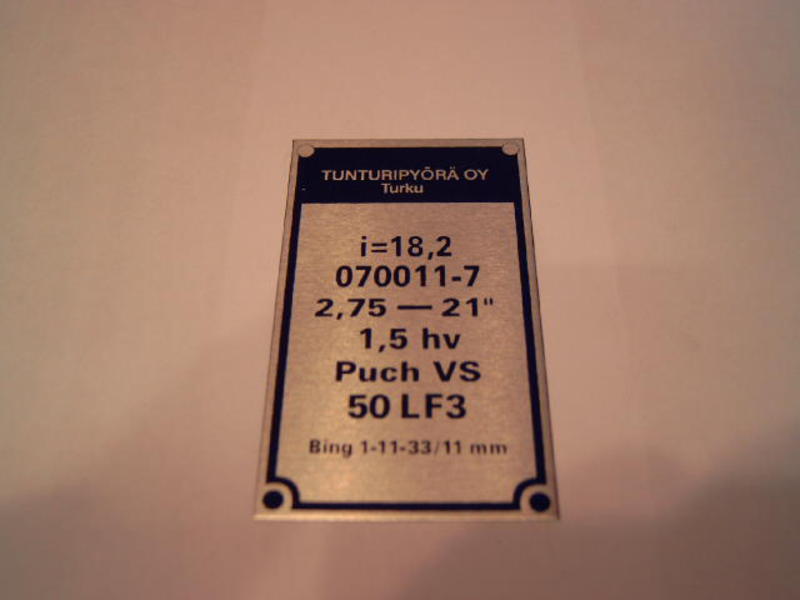 TUNTURIPYÖRÄ OY
Turku
i=18,2
070011-7
2,75 — 21"
1,5 hv
Puch VS
50 LF3
Bing 1-11-33/11 mm